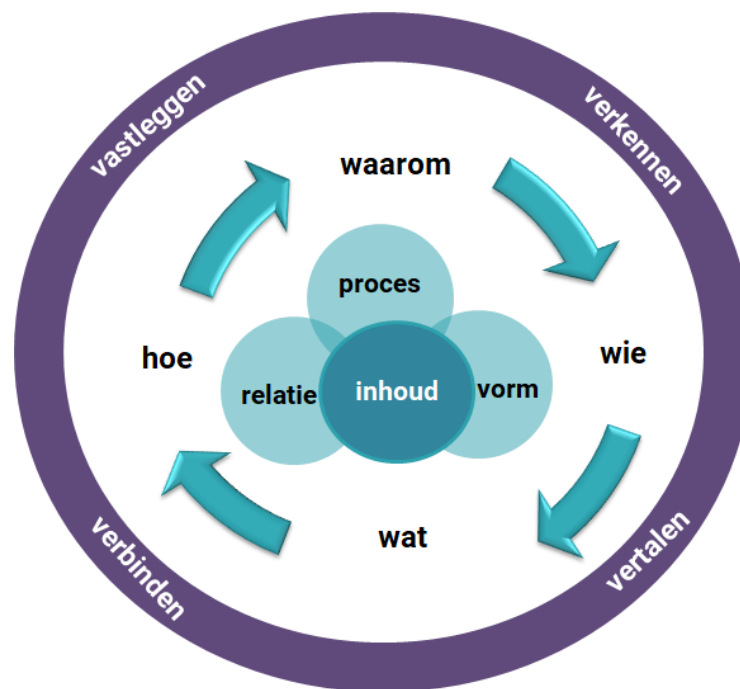 vastleggen
verkennen
waarom
proces
hoe
wie
relatie
inhoud
vorm
wat
verbinden
vertalen